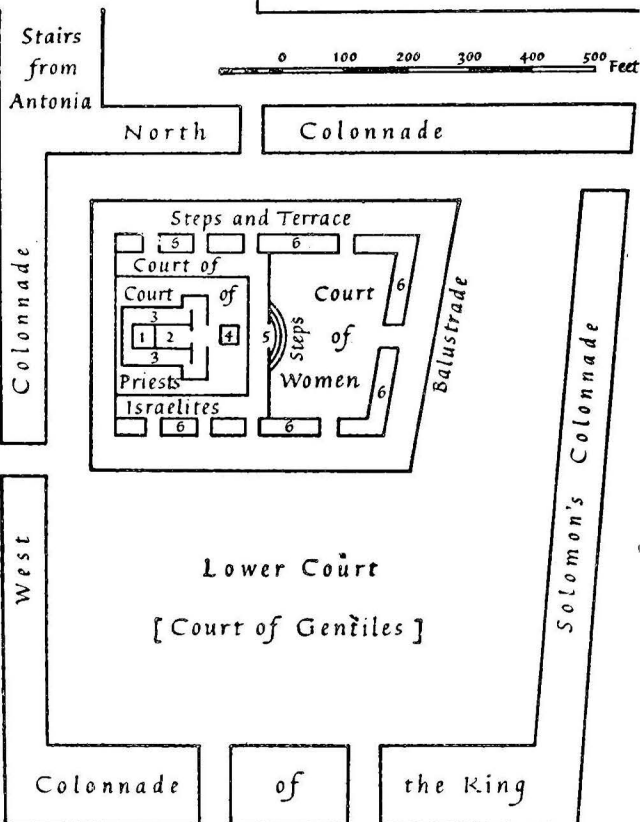 Stairs
from
Antonia
0 100 200 300 400 500 Feet
North Colonnade
Steps and Terrace
5 6
Court of
Court of
6
3
1 2 4 5
3
Priests
Israelites
6 6
6
Court
of
Women
Steps
Balustrade
Colonnade
West
Solomon's Colonnade
Lower Court
[Court of Gentiles]
Colonnade of the King